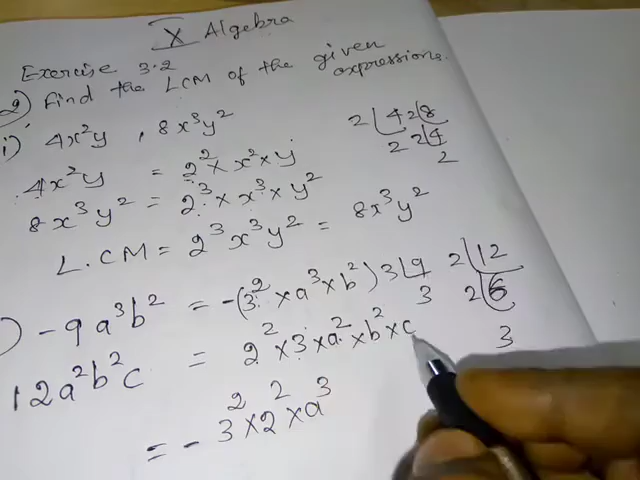 X Algebra
Exercise 3.2
2) Find the LCM of the given expressions.
i) 4x²y , 8x³y²
4x²y = 2² × x² × y
8x³y² = 2³ × x³ × y²
L.CM = 2³ x³ y² = 8x³y²
2 4 2 8
2 2 4
2
) -9a³b² = -(3² × a³ × b²) 3 9 2 12
3 2 6
12a²b²c = 2² × 3 × a² × b² × c 3
= - 3² × 2² × a³